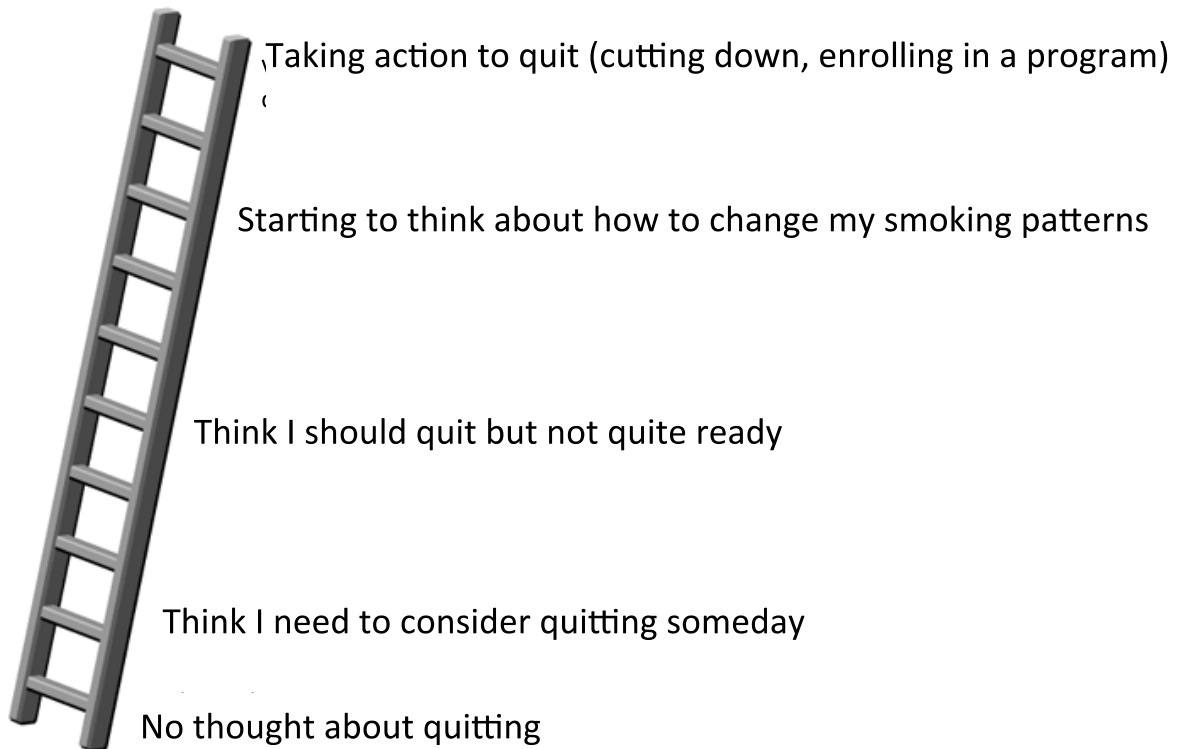 Taking action to quit (cutting down, enrolling in a program)
Starting to think about how to change my smoking patterns
Think I should quit but not quite ready
Think I need to consider quitting someday
No thought about quitting